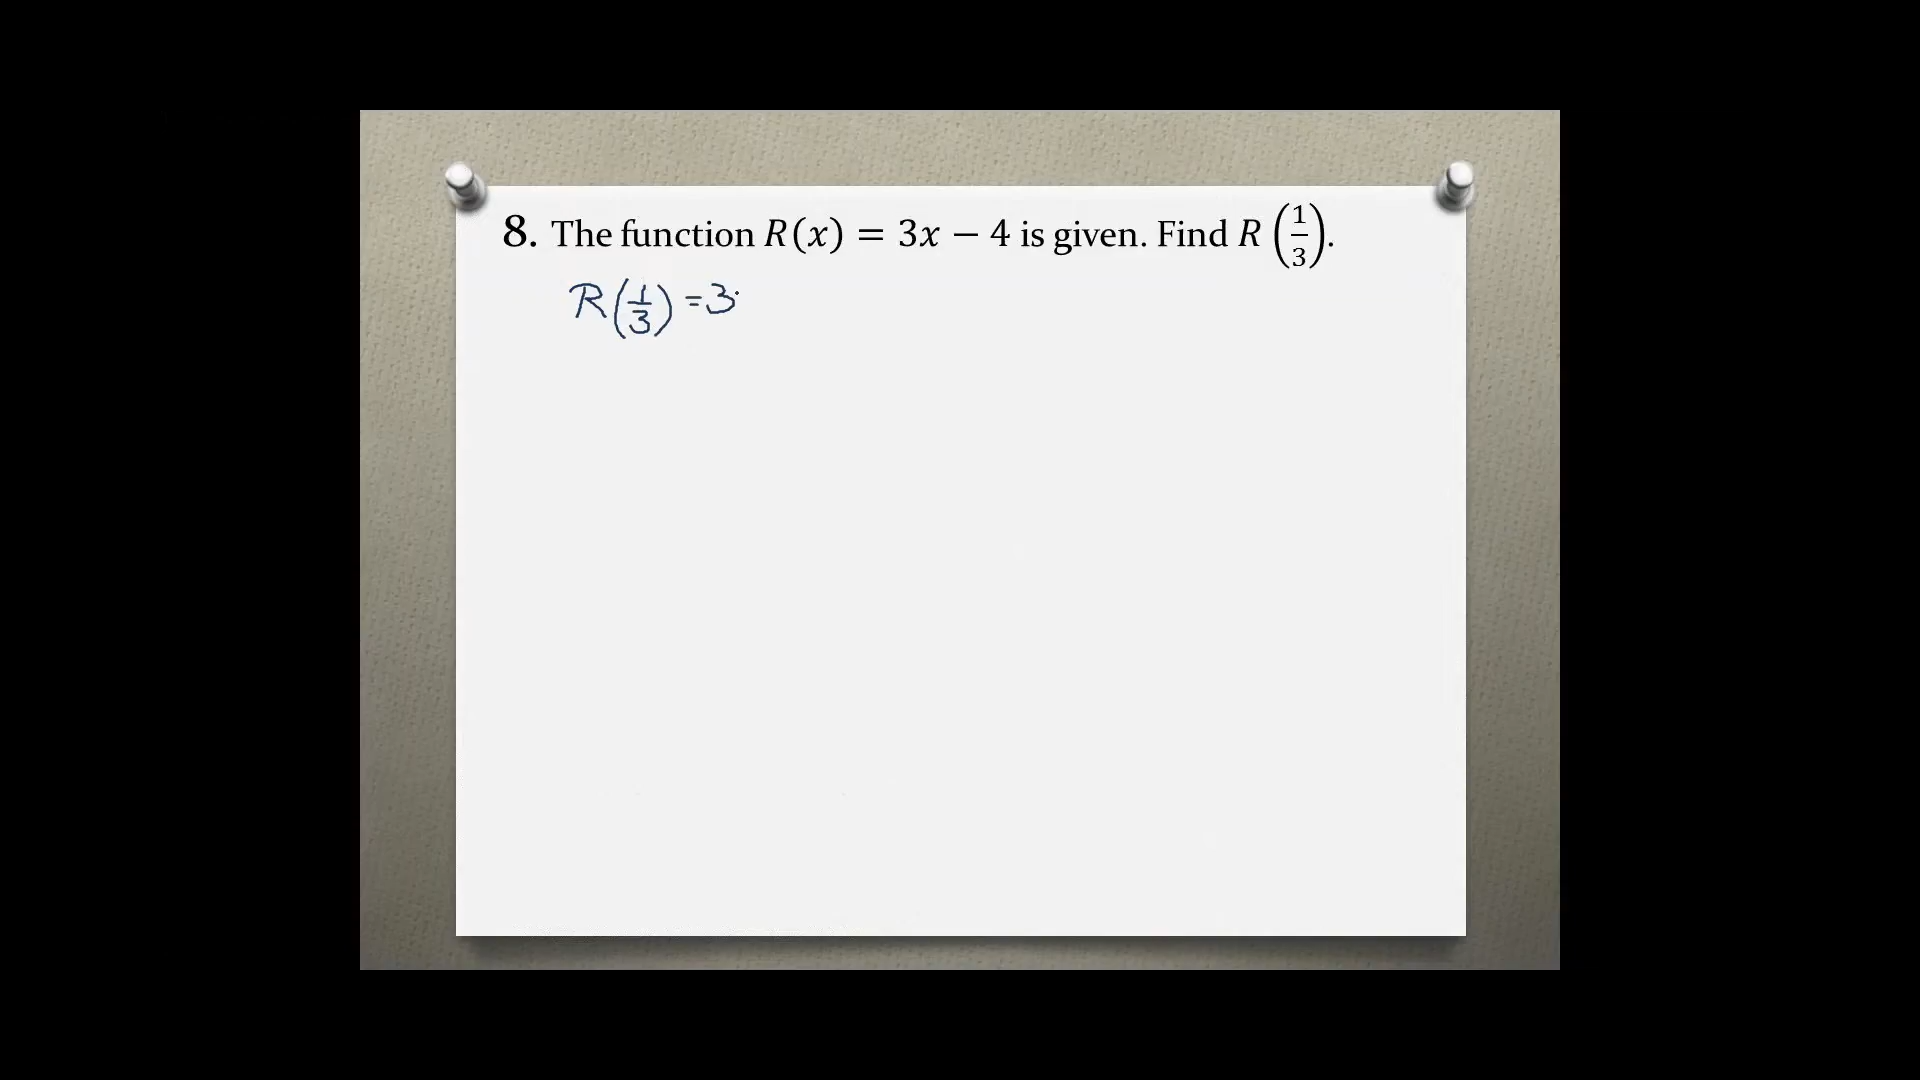 8. The function R(x) = 3x − 4 is given. Find R (1/3).
R(1/3) = 3·